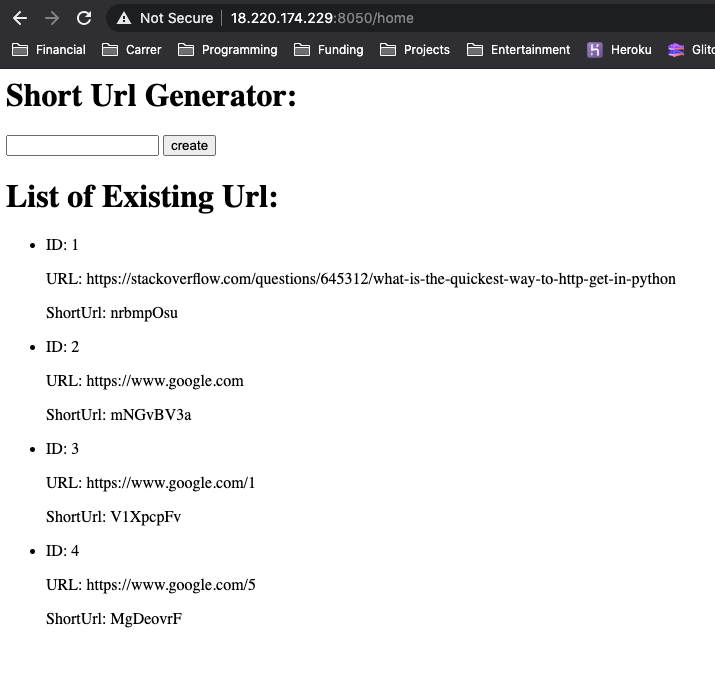 Not Secure 18.220.174.229:8050/home
Financial Carrer Programming Funding Projects Entertainment Heroku Glitc
Short Url Generator:
create
List of Existing Url:
ID: 1
URL: https://stackoverflow.com/questions/645312/what-is-the-quickest-way-to-http-get-in-python
ShortUrl: nrbmpOsu
ID: 2
URL: https://www.google.com
ShortUrl: mNGvBV3a
ID: 3
URL: https://www.google.com/1
ShortUrl: V1XpcpFv
ID: 4
URL: https://www.google.com/5
ShortUrl: MgDeovrF